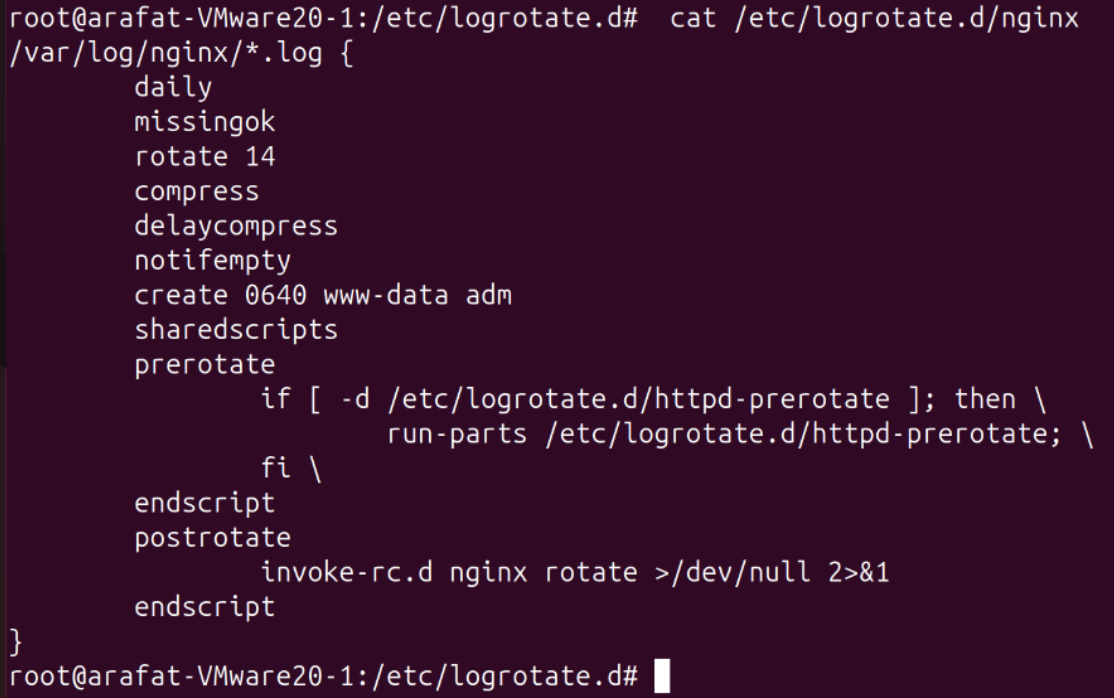 root@arafat-VMware20-1:/etc/logrotate.d#  cat /etc/logrotate.d/nginx
/var/log/nginx/*.log {
        daily
        missingok
        rotate 14
        compress
        delaycompress
        notifempty
        create 0640 www-data adm
        sharedscripts
        prerotate
                if [ -d /etc/logrotate.d/httpd-prerotate ]; then \
                        run-parts /etc/logrotate.d/httpd-prerotate; \
                fi \
        endscript
        postrotate
                invoke-rc.d nginx rotate >/dev/null 2>&1
        endscript
}
root@arafat-VMware20-1:/etc/logrotate.d#